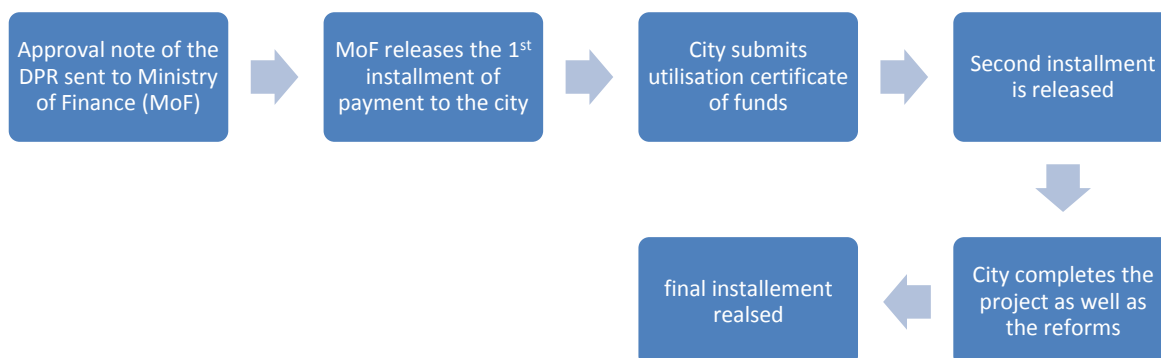 Approval note of the
DPR sent to Ministry
of Finance (MoF)
MoF releases the 1st
installment of
payment to the city
City submits
utilisation certificate
of funds
Second installment
is released
City completes the
project as well as
the reforms
final installement
realsed